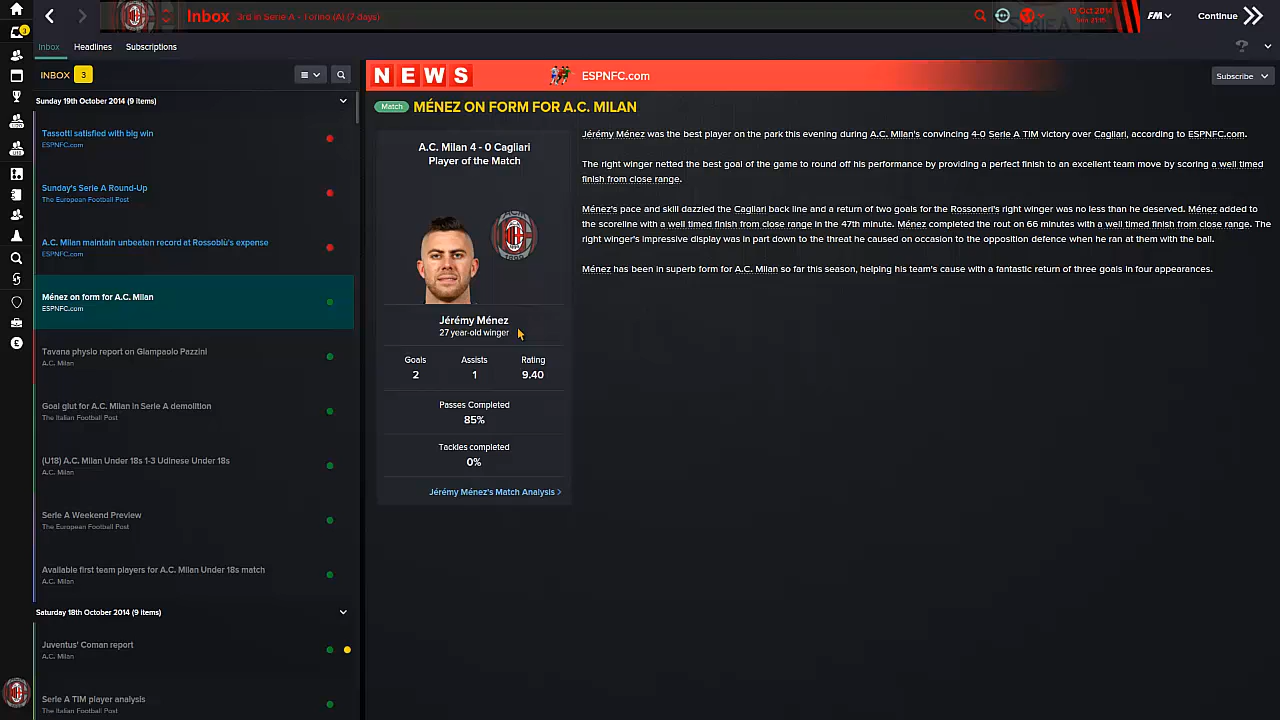 Inbox
3rd in Serie A - Torino (A) (7 days)
19 Oct 2014
FM
Continue
Inbox
Headlines
Subscriptions
INBOX 3
NEWS
ESPNFC.com
Subscribe
Sunday 19th October 2014 (9 items)
Tassotti satisfied with big win
ESPNFC.com
Sunday's Serie A Round-Up
The European Football Post
A.C. Milan maintain unbeaten record at Rossoblù's expense
ESPNFC.com
Ménez on form for A.C. Milan
ESPNFC.com
Tavana physio report on Giampaolo Pazzini
A.C. Milan
Goal glut for A.C. Milan in Serie A demolition
The Italian Football Post
(U18) A.C. Milan Under 18s 1-3 Udinese Under 18s
A.C. Milan
Serie A Weekend Preview
The European Football Post
Available first team players for A.C. Milan Under 18s match
A.C. Milan
Saturday 18th October 2014 (9 items)
Juventus' Coman report
A.C. Milan
Serie A TIM player analysis
The Italian Football Post
Match
MÉNEZ ON FORM FOR A.C. MILAN
A.C. Milan 4 - 0 Cagliari
Player of the Match
Jérémy Ménez
27 year-old winger
Goals Assists Rating
2 1 9.40
Passes Completed
85%
Tackles completed
0%
Jérémy Ménez's Match Analysis >
Jérémy Ménez was the best player on the park this evening during A.C. Milan's convincing 4-0 Serie A TIM victory over Cagliari, according to ESPNFC.com.
The right winger netted the best goal of the game to round off his performance by providing a perfect finish to an excellent team move by scoring a well timed
finish from close range.
Ménez's pace and skill dazzled the Cagliari back line and a return of two goals for the Rossoneri's right winger was no less than he deserved. Ménez added to
the scoreline with a well timed finish from close range in the 47th minute. Ménez completed the rout on 66 minutes with a well timed finish from close range. The
right winger's impressive display was in part down to the threat he caused on occasion to the opposition defence when he ran at them with the ball.
Ménez has been in superb form for A.C. Milan so far this season, helping his team's cause with a fantastic return of three goals in four appearances.